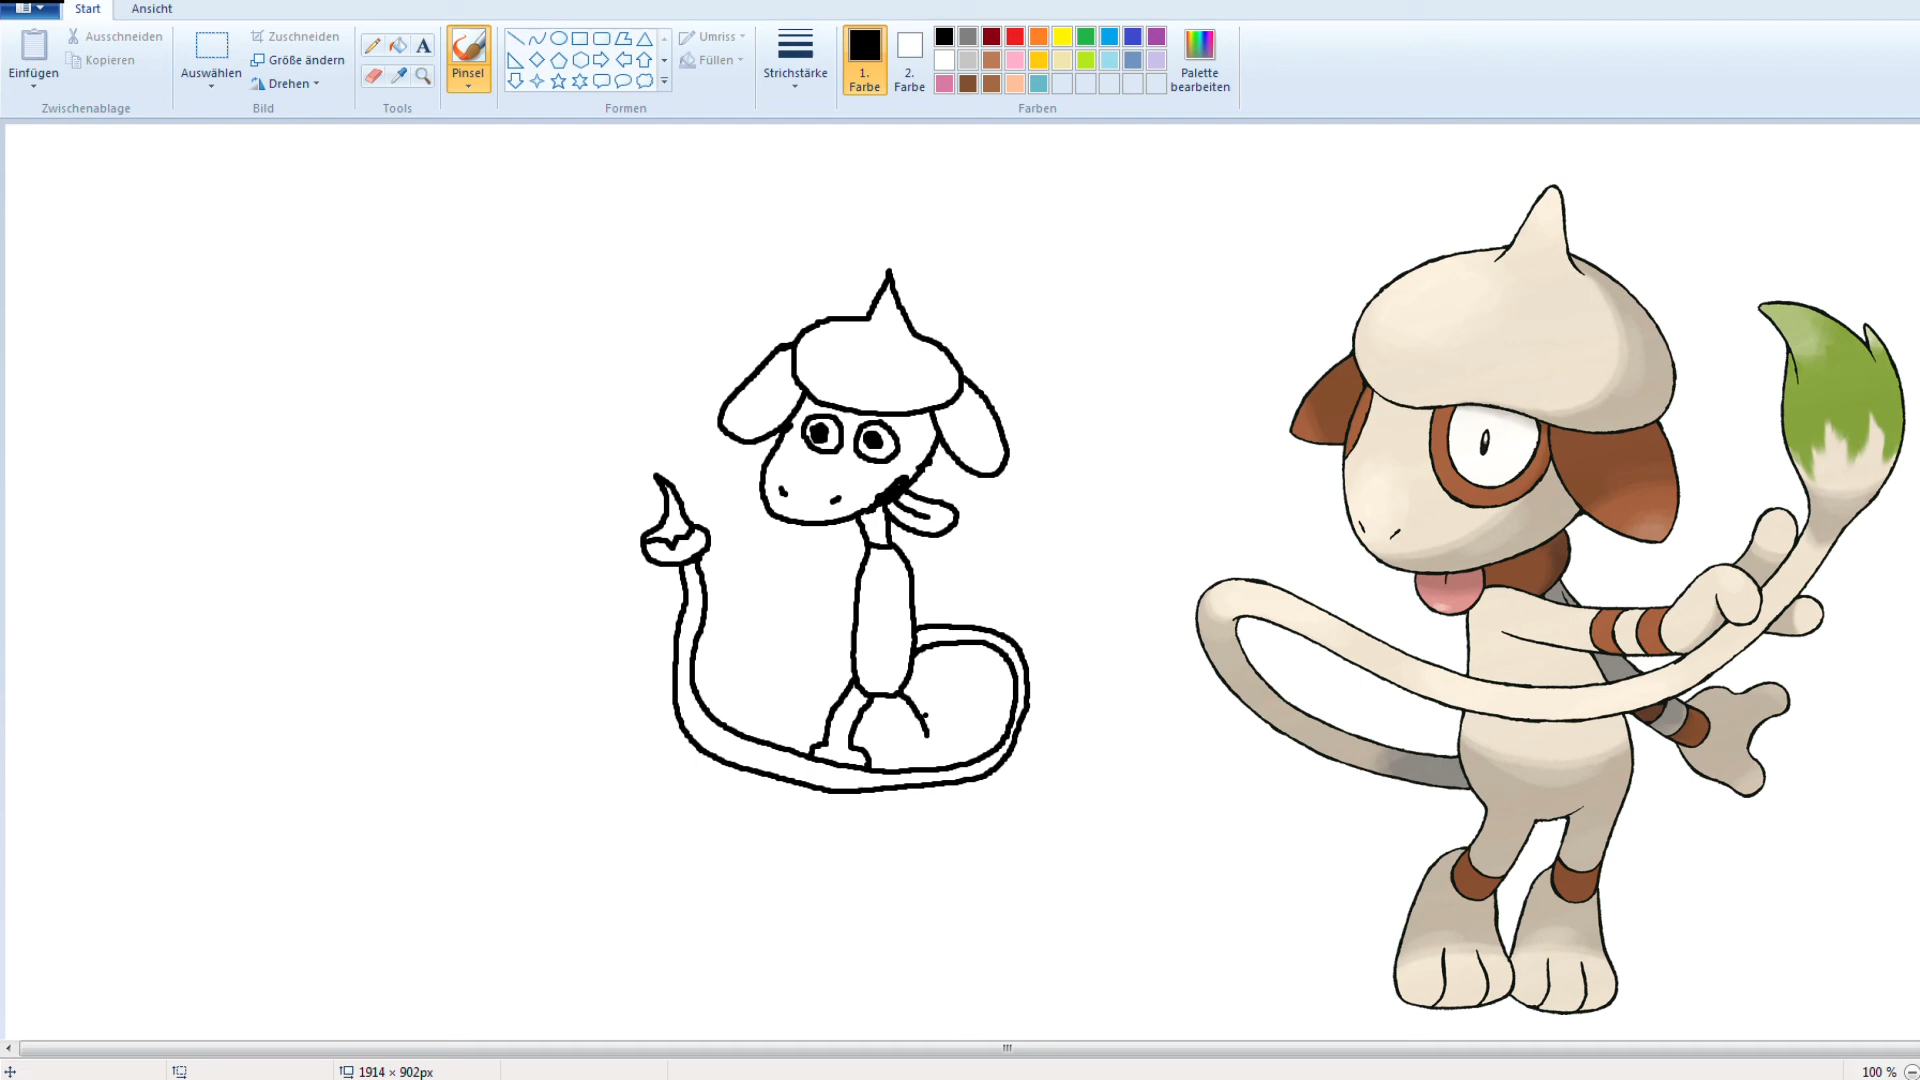 Start Ansicht
Einfügen
Ausschneiden
Kopieren
Zwischenablage
Auswählen
Zuschneiden
Größe ändern
Drehen
Bild
A
Tools
Pinsel
Formen
Umriss
Füllen
Strichstärke
1.
Farbe
2.
Farbe
Farben
Palette
bearbeiten
1914 × 902px
100 %